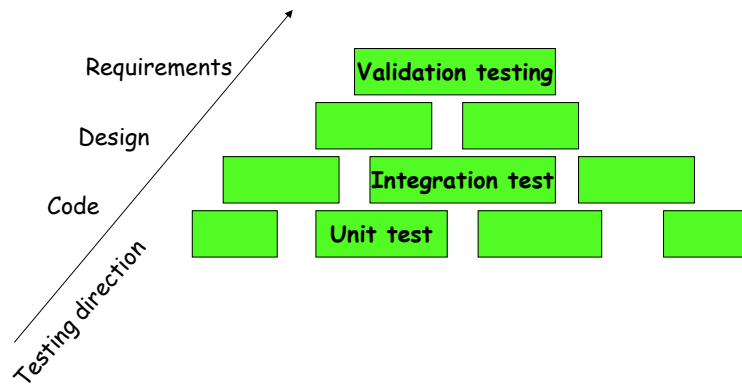 Requirements
Validation testing
Design
Integration test
Code
Unit test
Testing direction